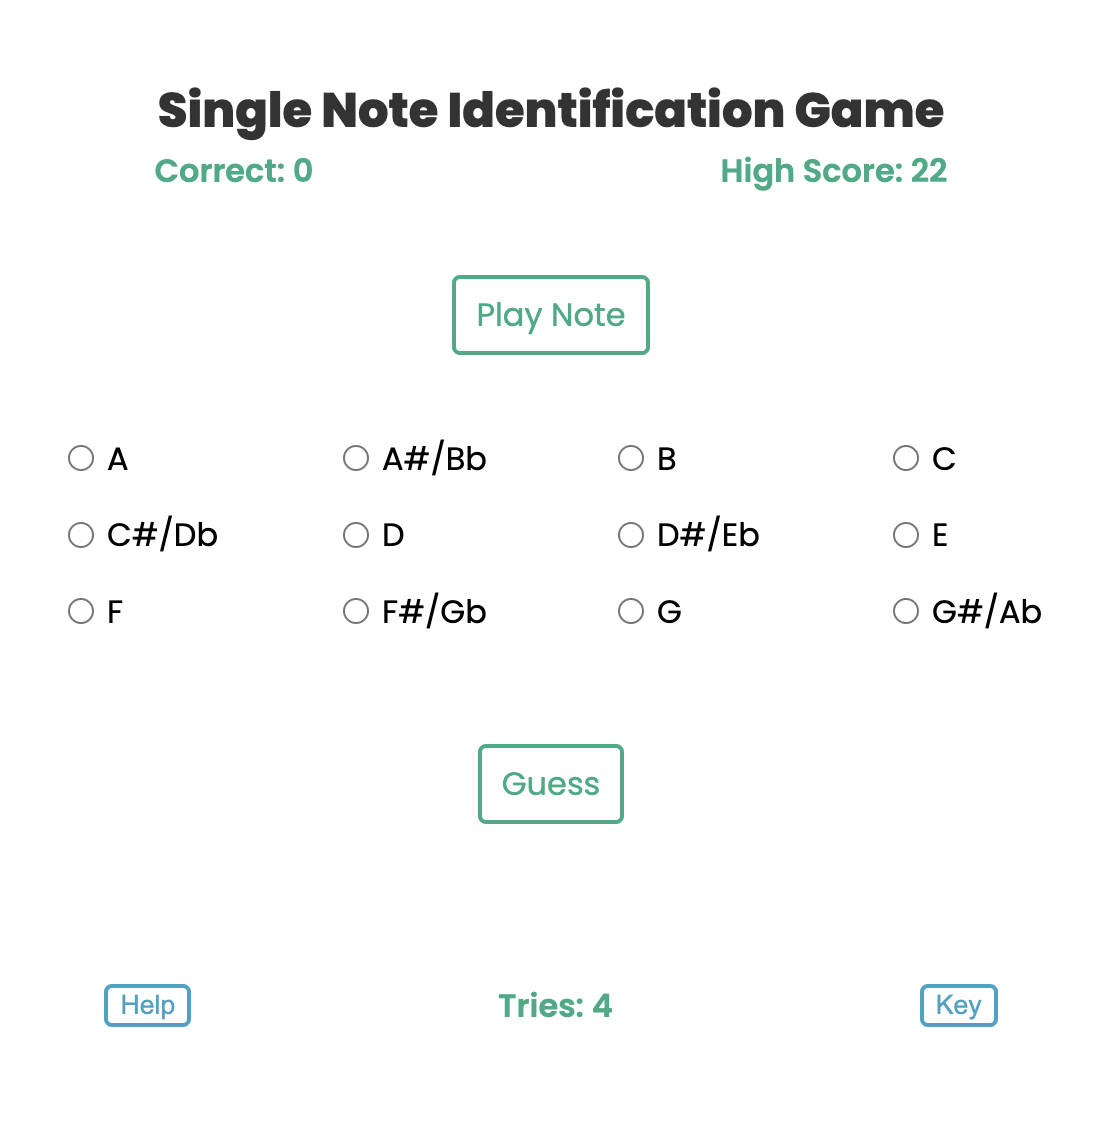 Single Note Identification Game
Correct: 0 High Score: 22
Play Note
A A#/Bb B C
C#/Db D D#/Eb E
F F#/Gb G G#/Ab
Guess
Help Tries: 4 Key